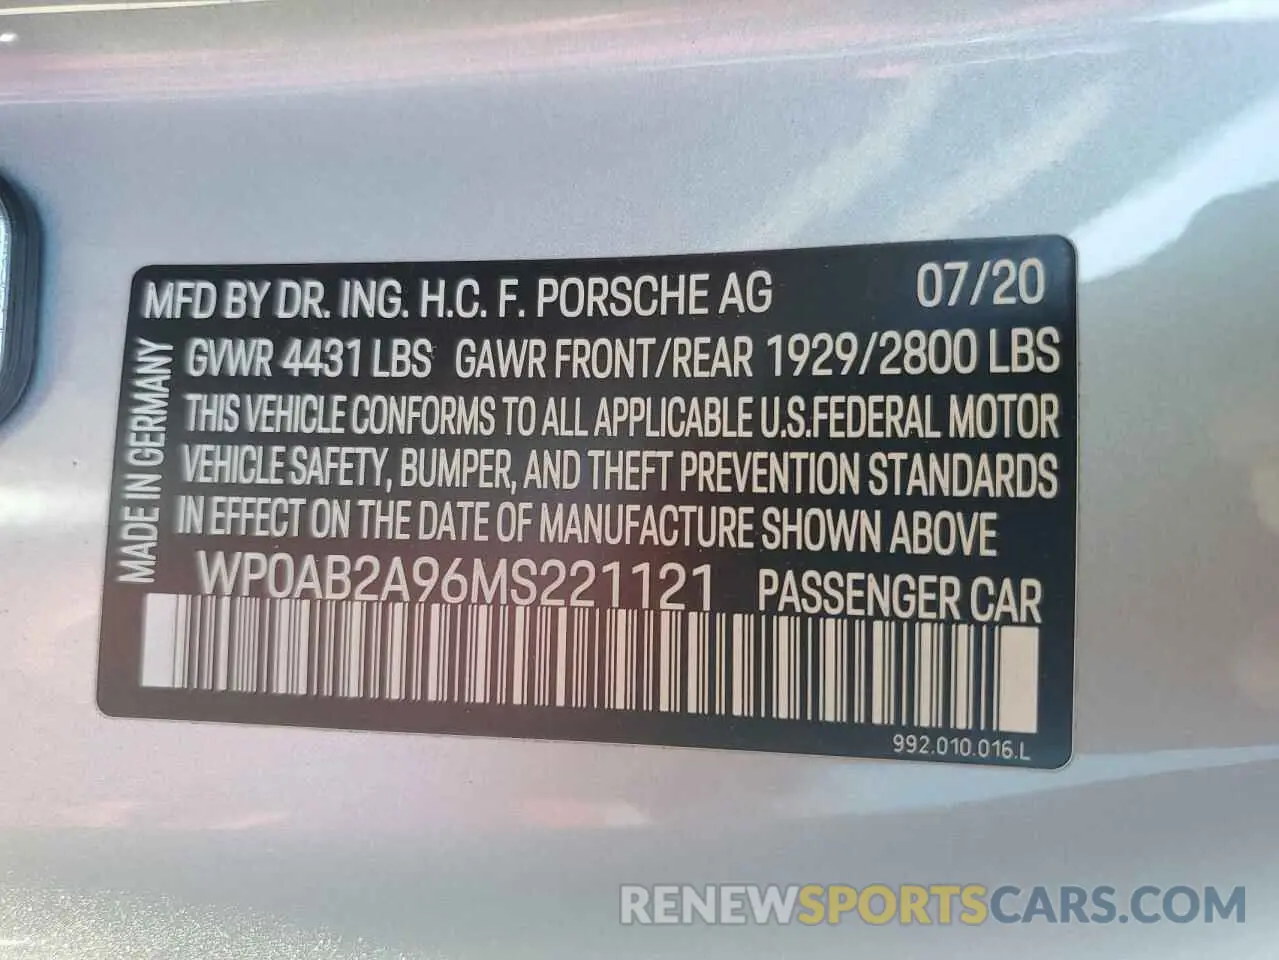 MFD BY DR. ING. H.C. F. PORSCHE AG 07/20
GVWR 4431 LBS GAWR FRONT/REAR 1929/2800 LBS
THIS VEHICLE CONFORMS TO ALL APPLICABLE U.S.FEDERAL MOTOR
VEHICLE SAFETY, BUMPER, AND THEFT PREVENTION STANDARDS
IN EFFECT ON THE DATE OF MANUFACTURE SHOWN ABOVE
WP0AB2A96MS221121 PASSENGER CAR
MADE IN GERMANY
992.010.016.L
RENEWSPORTSCARS.COM